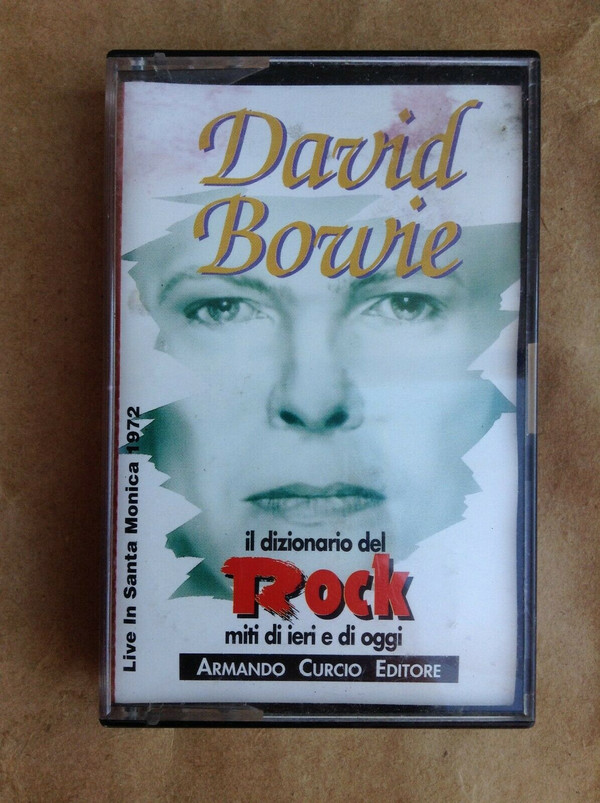 David
Bowie
Live In Santa Monica 1972
il dizionario del
Rock
miti di ieri e di oggi
ARMANDO CURCIO EDITORE